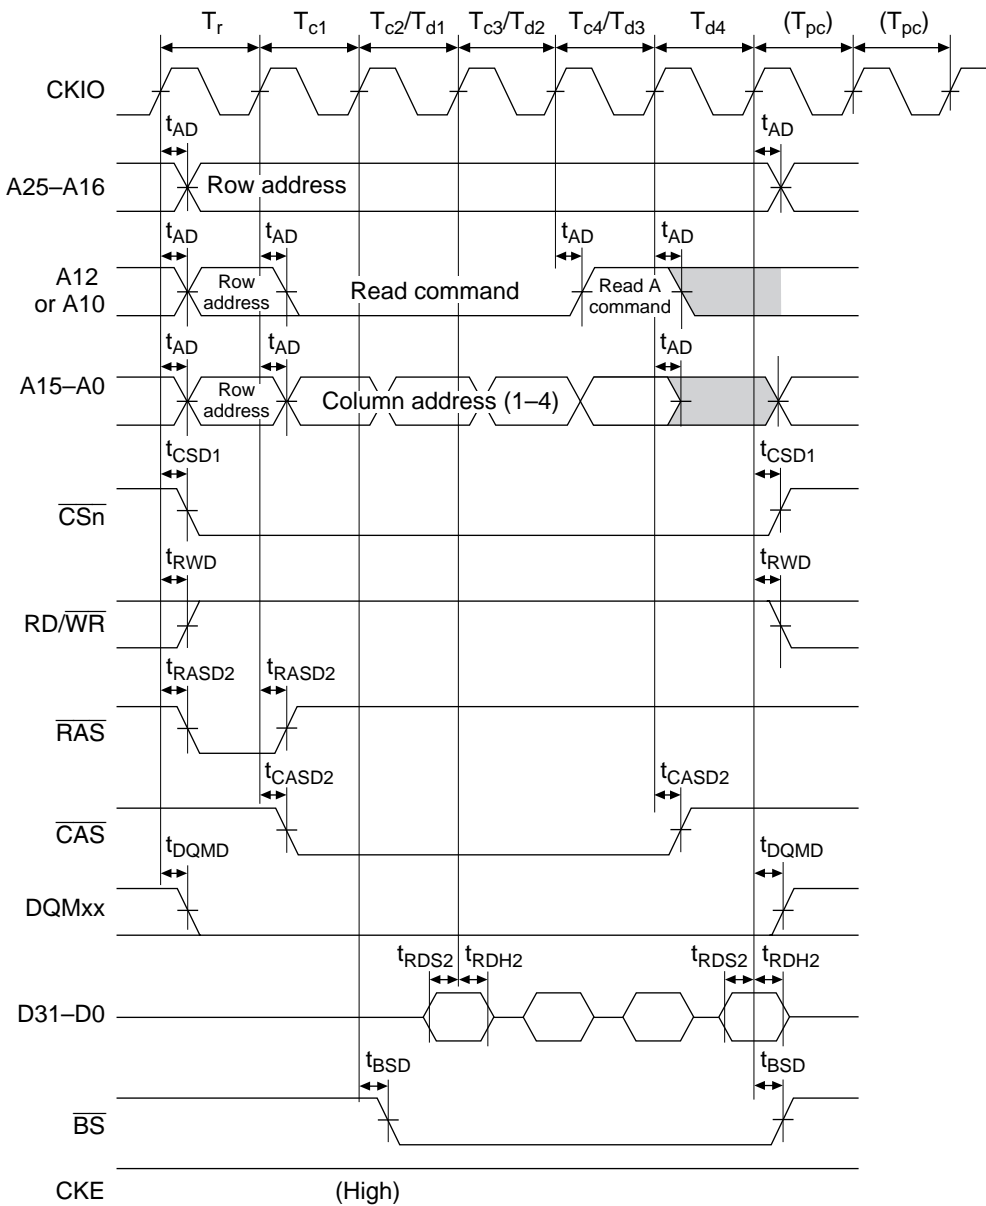 Tr Tc1 Tc2/Td1 Tc3/Td2 Tc4/Td3 Td4 (Tpc) (Tpc)
CKIO
tAD tAD
A25–A16 Row address
tAD tAD tAD tAD
A12 or A10 Row address Read command Read A command
tAD tAD tAD
A15–A0 Row address Column address (1–4)
tCSD1 tCSD1
CSn
tRWD tRWD
RD/WR
tRASD2 tRASD2
RAS
tCASD2 tCASD2
CAS
tDQMD tDQMD
DQMxx
tRDS2 tRDH2 tRDS2 tRDH2
D31–D0
tBSD tBSD
BS
CKE (High)